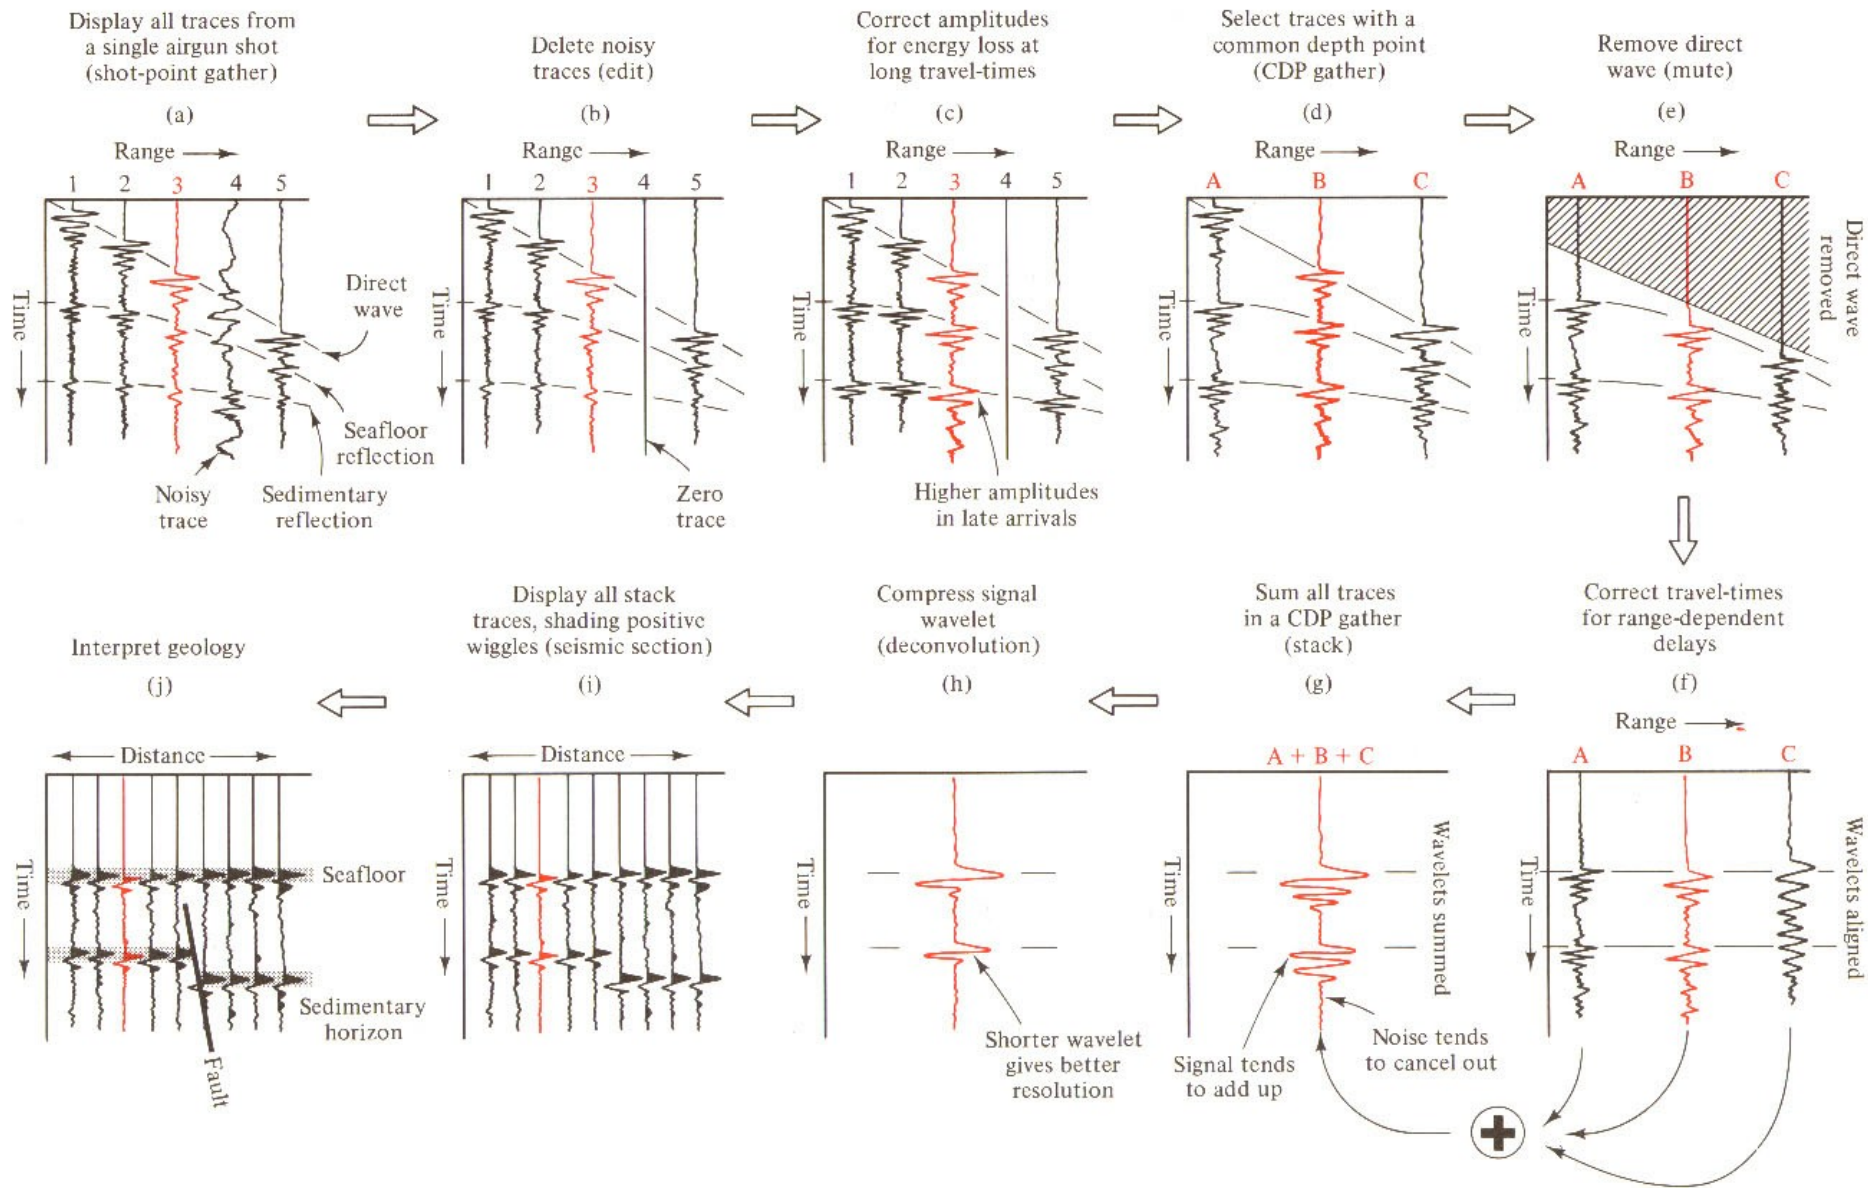 Display all traces from
a single airgun shot
(shot-point gather)
(a)
Range
1 2 3 4 5
Time
Direct
wave
Seafloor
reflection
Noisy
trace
Sedimentary
reflection
Delete noisy
traces (edit)
(b)
Range
1 2 3 4 5
Time
Zero
trace
Correct amplitudes
for energy loss at
long travel-times
(c)
Range
1 2 3 4 5
Time
Higher amplitudes
in late arrivals
Select traces with a
common depth point
(CDP gather)
(d)
Range
A B C
Time
Remove direct
wave (mute)
(e)
Range
A B C
Time
Direct wave
removed
Correct travel-times
for range-dependent
delays
(f)
Range
A B C
Time
Wavelets aligned
Sum all traces
in a CDP gather
(stack)
(g)
A + B + C
Time
Wavelets summed
Signal tends
to add up
Noise tends
to cancel out
Compress signal
wavelet
(deconvolution)
(h)
Time
Shorter wavelet
gives better
resolution
Display all stack
traces, shading positive
wiggles (seismic section)
(i)
Distance
Time
Interpret geology
(j)
Distance
Time
Seafloor
Sedimentary
horizon
Fault